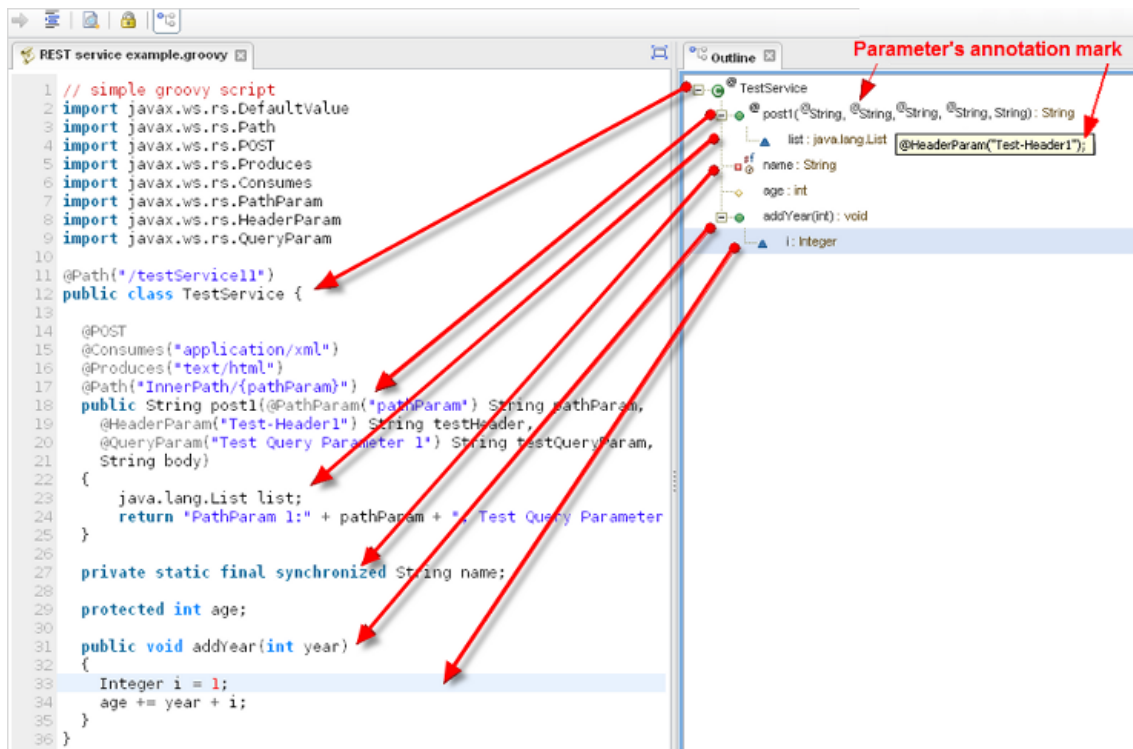 REST service example.groovy
1 // simple groovy script
2 import javax.ws.rs.DefaultValue
3 import javax.ws.rs.Path
4 import javax.ws.rs.POST
5 import javax.ws.rs.Produces
6 import javax.ws.rs.Consumes
7 import javax.ws.rs.PathParam
8 import javax.ws.rs.HeaderParam
9 import javax.ws.rs.QueryParam
10
11 @Path("/testService11")
12 public class TestService {
13
14 @POST
15 @Consumes("application/xml")
16 @Produces("text/html")
17 @Path("InnerPath/{pathParam}")
18 public String post1(@PathParam("pathParam") String pathParam,
19 @HeaderParam("Test-Header1") String testHeader,
20 @QueryParam("Test Query Parameter 1") String testQueryParam,
21 String body)
22 {
23 java.lang.List list;
24 return "PathParam 1:" + pathParam + ". Test Query Parameter
25 }
26
27 private static final synchronized String name;
28
29 protected int age;
30
31 public void addYear(int year)
32 {
33 Integer i = 1;
34 age += year + i;
35 }
36 }
Outline
Parameter's annotation mark
@ TestService
@ post1(@String, @String, @String, @String, String) : String
list : java.lang.List
@HeaderParam("Test-Header1");
sf name : String
age : int
addYear(int) : void
i : Integer